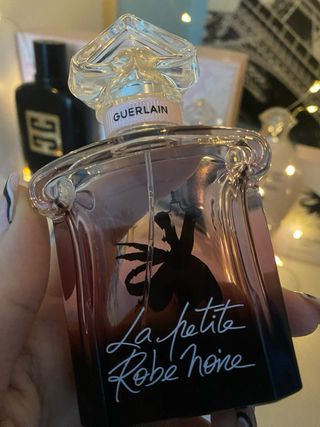 GUERLAIN
La petite
Robe Noire